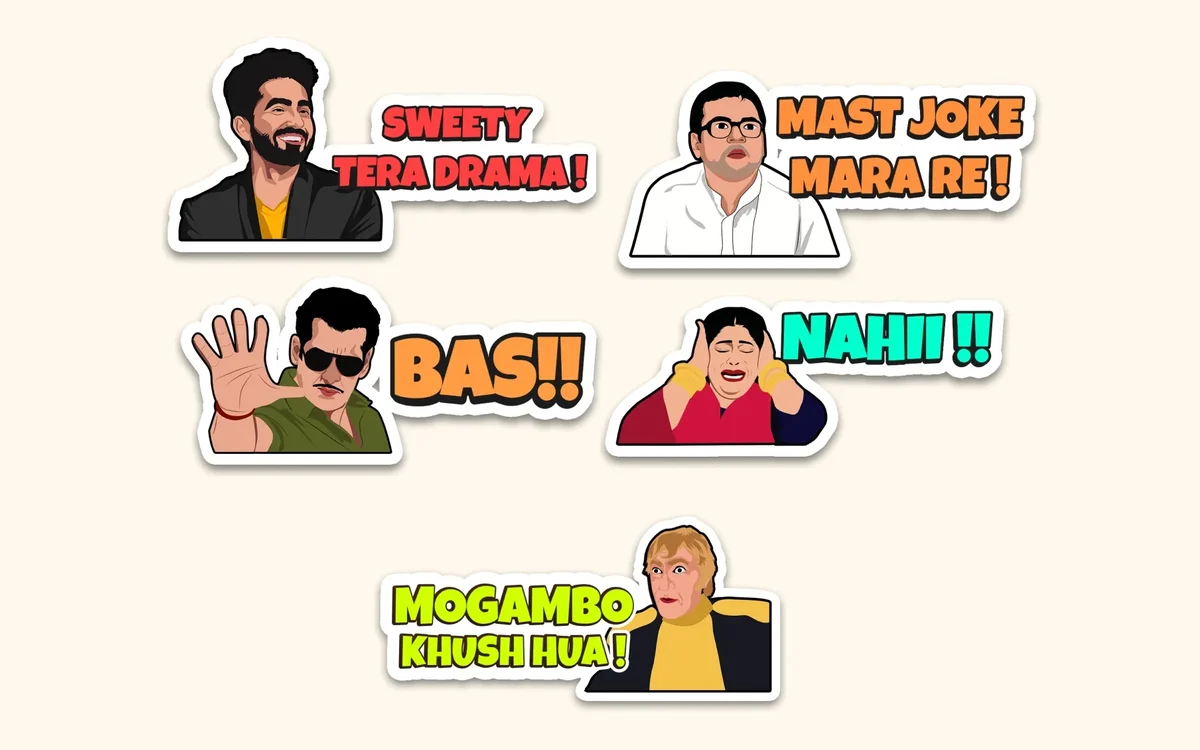 SWEETY
TERA DRAMA!
MAST JOKE
MARA RE!
BAS!!
NAHII !!
MOGAMBO
KHUSH HUA!